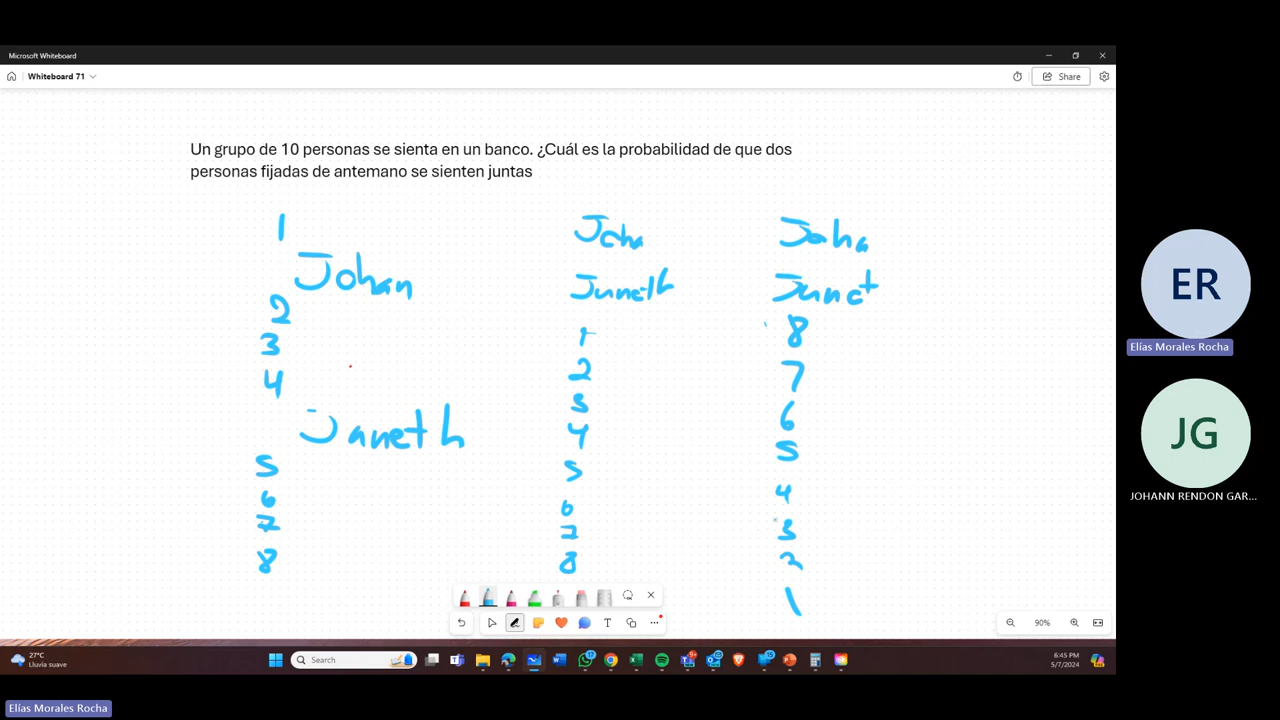 Microsoft Whiteboard
Whiteboard 71
Share
Un grupo de 10 personas se sienta en un banco. ¿Cuál es la probabilidad de que dos
personas fijadas de antemano se sienten juntas
1
Johan
2
3
4
Janeth
5
6
7
8
Joha
Juneth
1
2
3
4
5
6
7
8
Joha
Junet
8
7
6
5
4
3
2
1
ER
Elías Morales Rocha
JG
JOHANN RENDON GAR...
90%
27°C
Lluvia suave
Search
6:45 PM
5/7/2024
Elías Morales Rocha